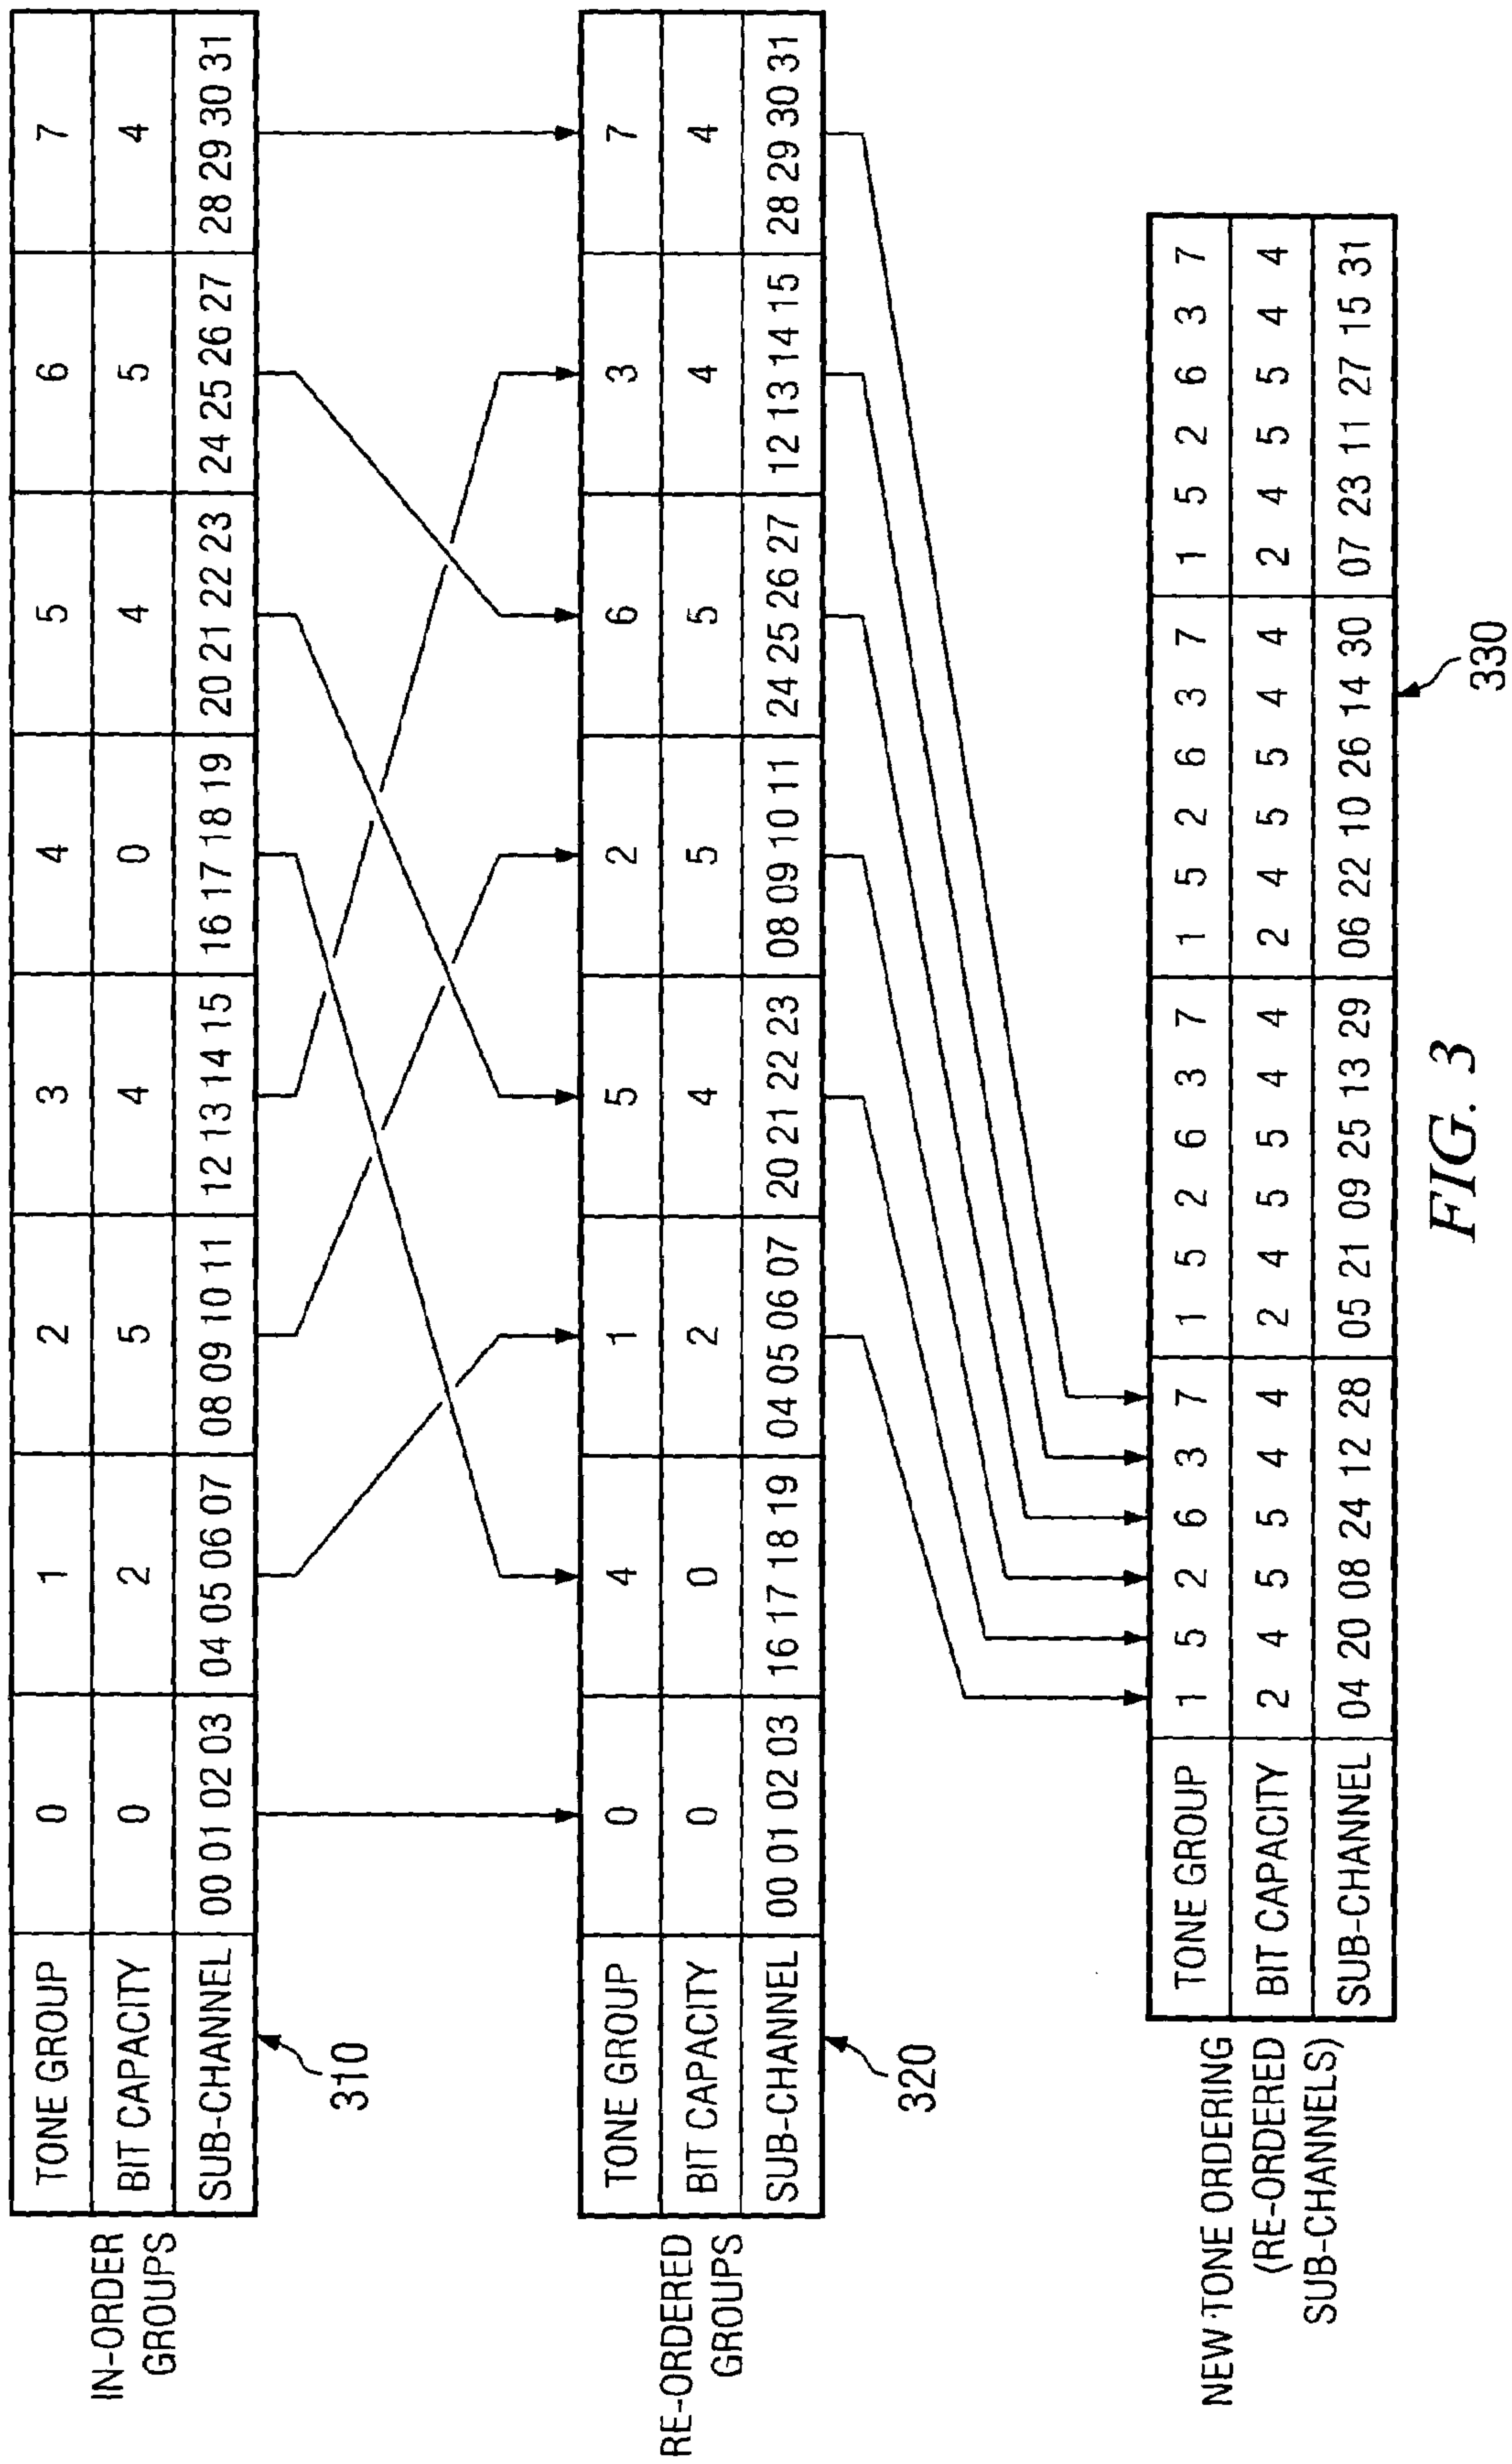 IN-ORDER
GROUPS
TONE GROUP 0 1 2 3 4 5 6 7
BIT CAPACITY 0 2 5 4 0 4 5 4
SUB-CHANNEL 00 01 02 03 04 05 06 07 08 09 10 11 12 13 14 15 16 17 18 19 20 21 22 23 24 25 26 27 28 29 30 31
310
RE-ORDERED
GROUPS
TONE GROUP 0 4 1 5 2 6 3 7
BIT CAPACITY 0 0 2 4 5 5 4 4
SUB-CHANNEL 00 01 02 03 16 17 18 19 04 05 06 07 20 21 22 23 08 09 10 11 24 25 26 27 12 13 14 15 28 29 30 31
320
NEW TONE ORDERING
(RE-ORDERED
SUB-CHANNELS)
TONE GROUP 1 5 2 6 3 7 1 5 2 6 3 7 1 5 2 6 3 7 1 5 2 6 3 7
BIT CAPACITY 2 4 5 5 4 4 2 4 5 5 4 4 2 4 5 5 4 4 2 4 5 5 4 4
SUB-CHANNEL 04 20 08 24 12 28 05 21 09 25 13 29 06 22 10 26 14 30 07 23 11 27 15 31
330
FIG. 3